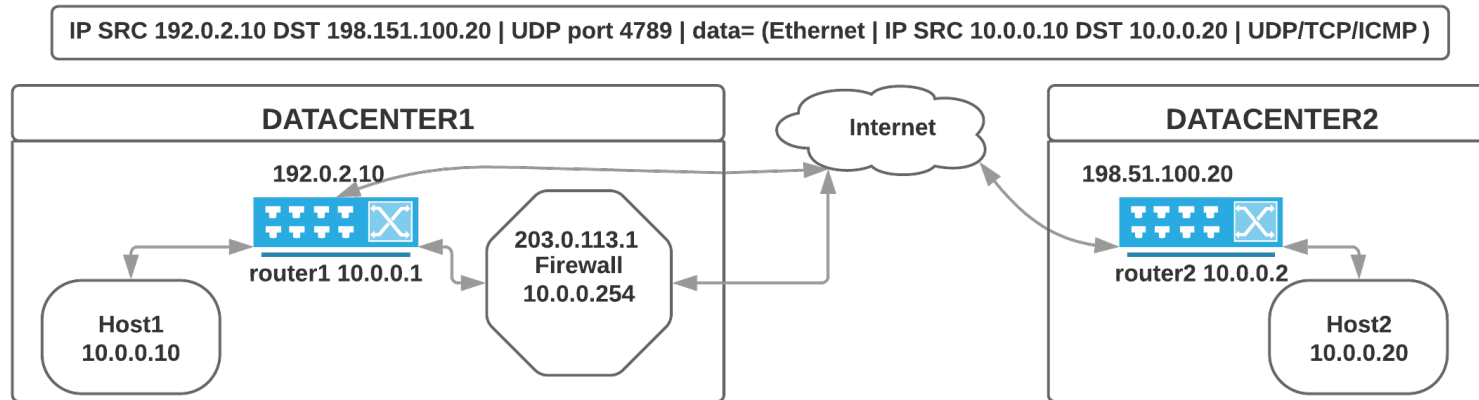 IP SRC 192.0.2.10 DST 198.151.100.20 | UDP port 4789 | data= (Ethernet | IP SRC 10.0.0.10 DST 10.0.0.20 | UDP/TCP/ICMP )
DATACENTER1
192.0.2.10
router1 10.0.0.1
Host1
10.0.0.10
203.0.113.1
Firewall
10.0.0.254
Internet
DATACENTER2
198.51.100.20
router2 10.0.0.2
Host2
10.0.0.20